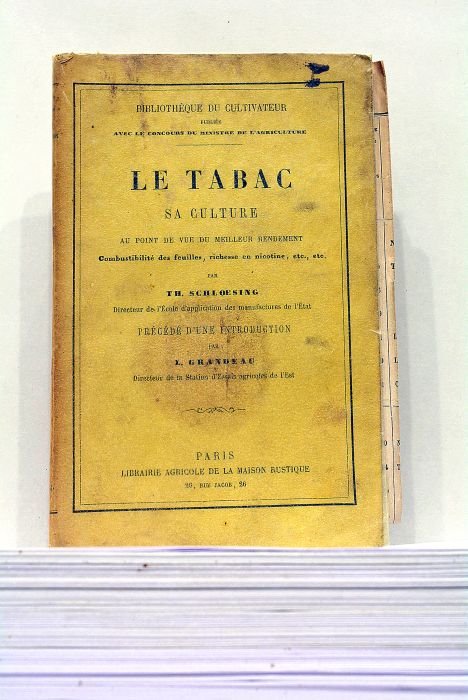 BIBLIOTHÈQUE DU CULTIVATEUR
PUBLIÉE
AVEC LE CONCOURS DU MINISTRE DE L'AGRICULTURE
LE TABAC
SA CULTURE
AU POINT DE VUE DU MEILLEUR RENDEMENT
Combustibilité des feuilles, richesse en nicotine, etc., etc.
PAR
TH. SCHLŒSING
Directeur de l'École d'application des manufactures de l'État
PRÉCÉDÉ D'UNE INTRODUCTION
PAR
L. GRANDEAU
Directeur de la Station d'Essais agricoles de l'Est
PARIS
LIBRAIRIE AGRICOLE DE LA MAISON RUSTIQUE
26, RUE JACOB, 26